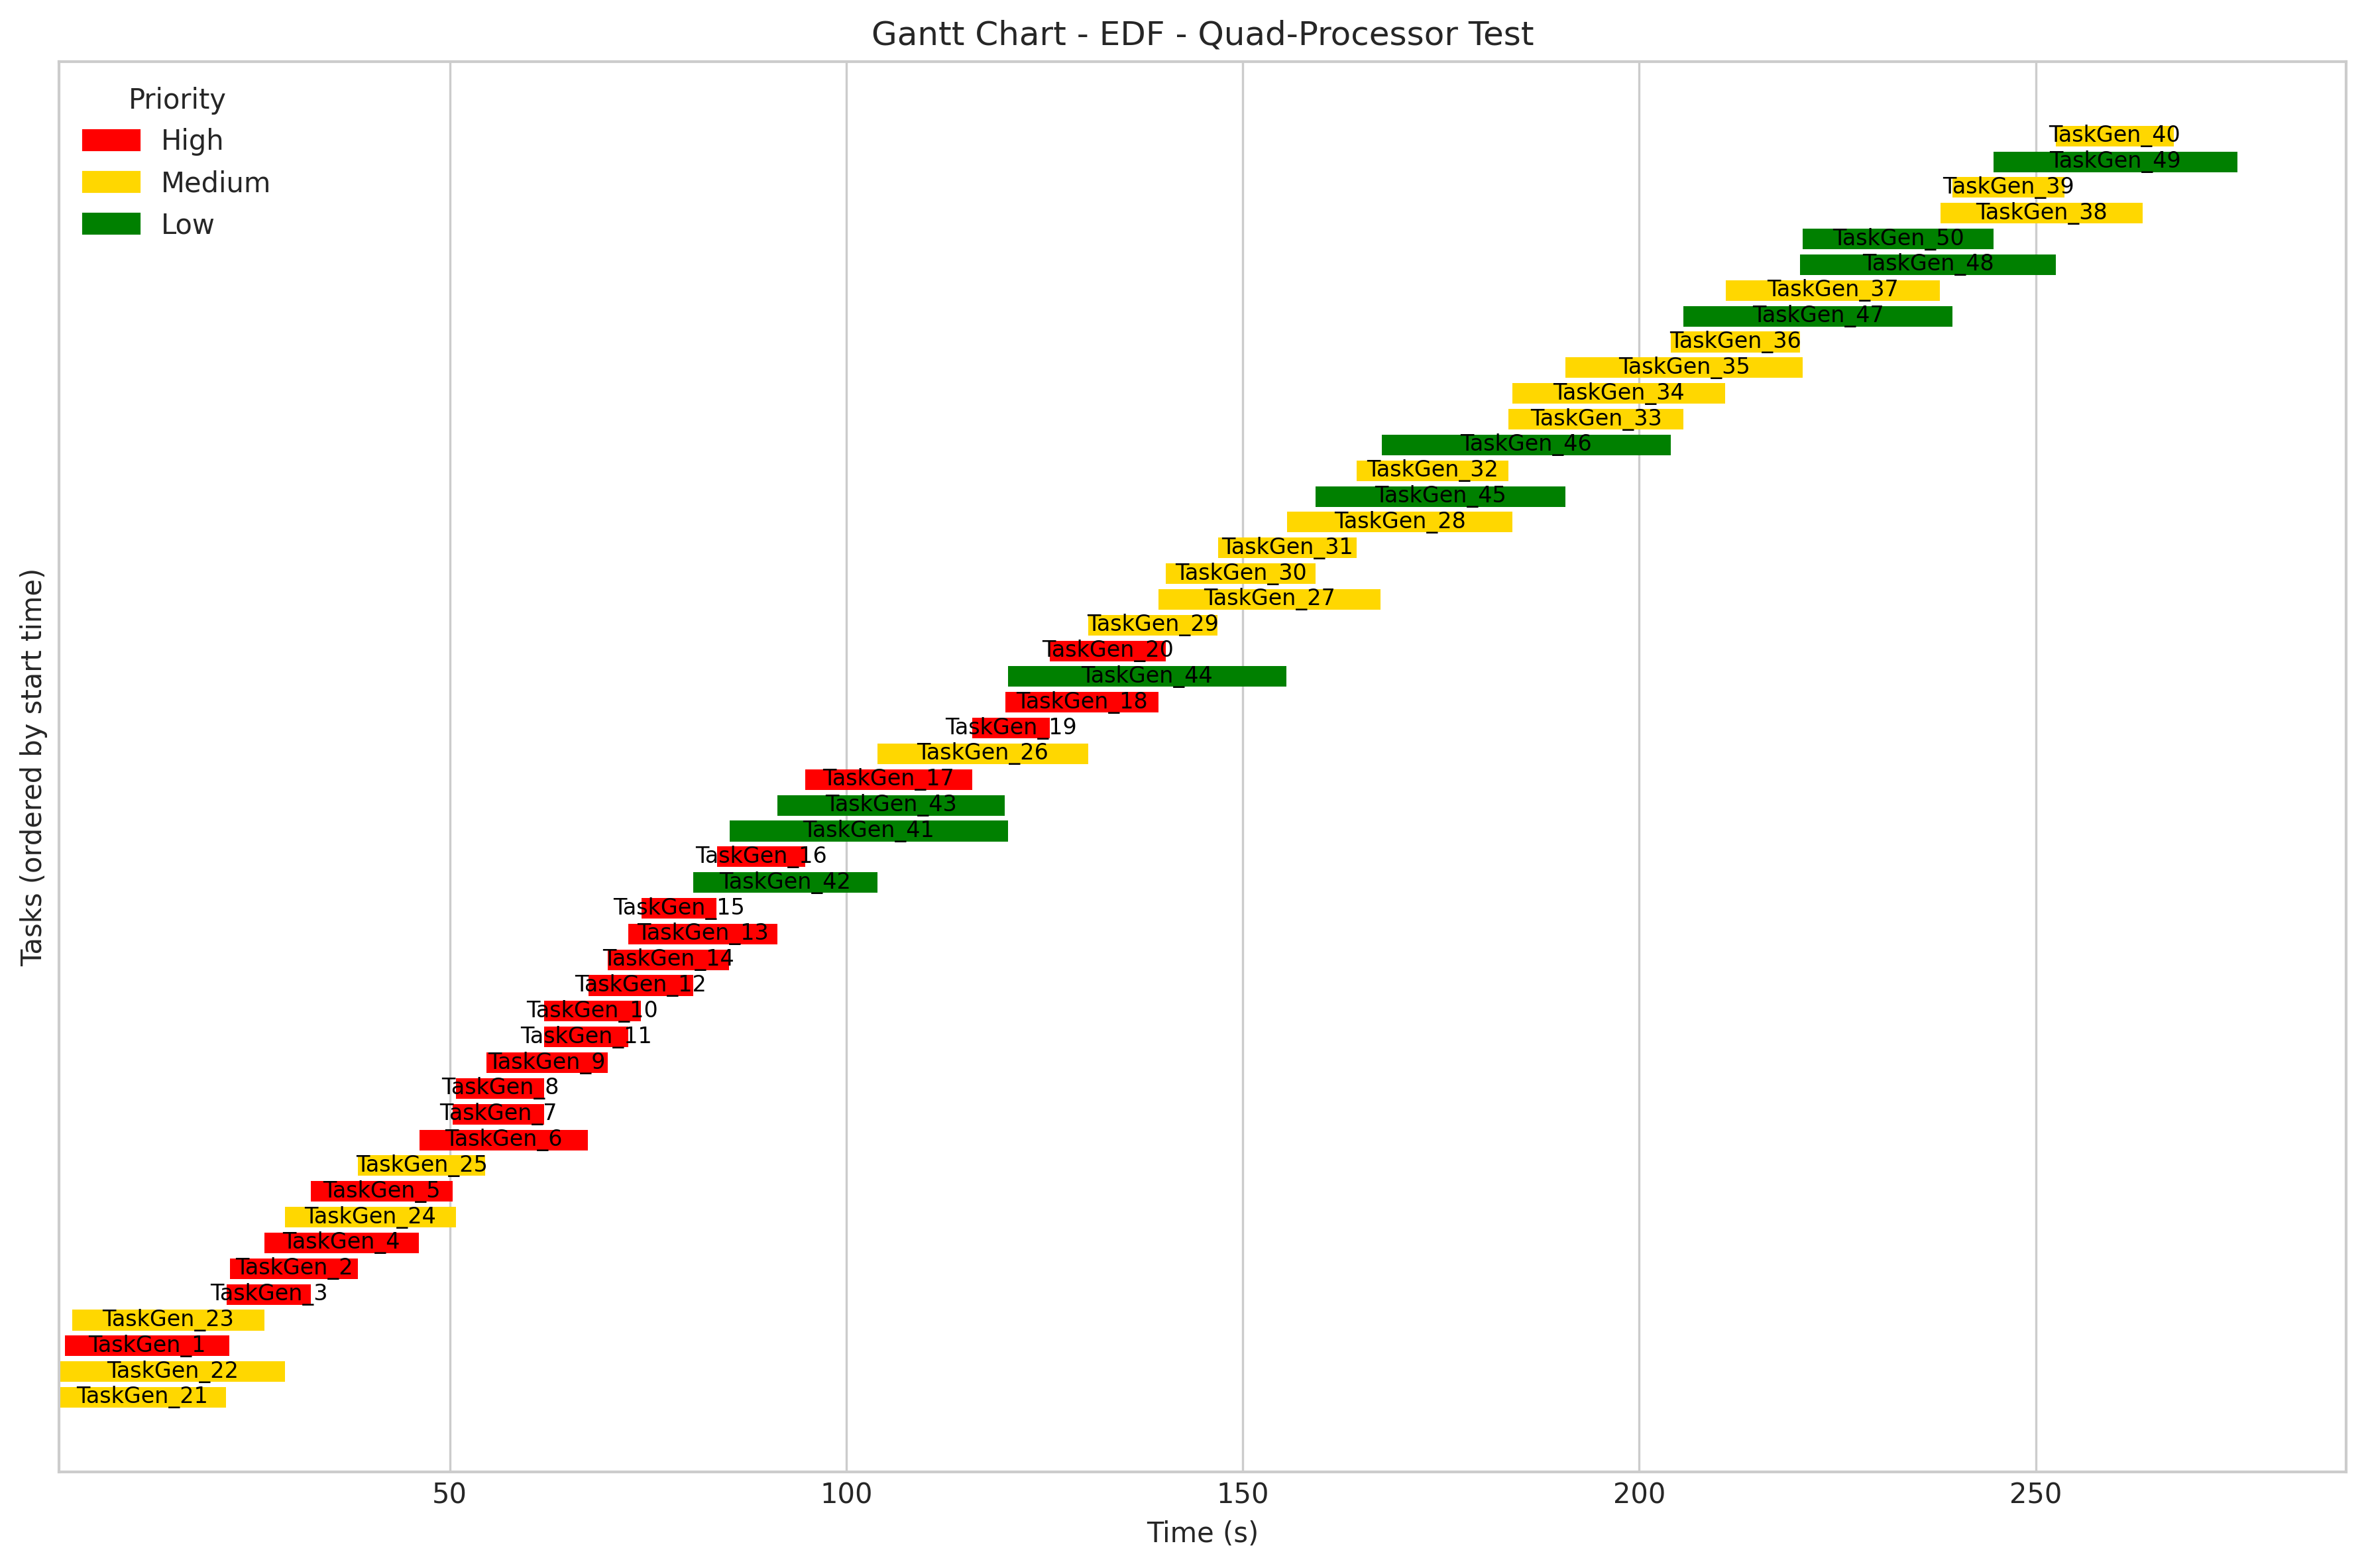 Gantt Chart - EDF - Quad-Processor Test
Priority
High
Medium
Low
TaskGen_40
TaskGen_49
TaskGen_39
TaskGen_38
TaskGen_50
TaskGen_48
TaskGen_37
TaskGen_47
TaskGen_36
TaskGen_35
TaskGen_34
TaskGen_33
TaskGen_46
TaskGen_32
TaskGen_45
TaskGen_28
TaskGen_31
TaskGen_30
TaskGen_27
TaskGen_29
TaskGen_20
TaskGen_44
TaskGen_18
TaskGen_19
TaskGen_26
TaskGen_17
TaskGen_43
TaskGen_41
TaskGen_16
TaskGen_42
TaskGen_15
TaskGen_13
TaskGen_14
TaskGen_12
TaskGen_10
TaskGen_11
TaskGen_9
TaskGen_8
TaskGen_7
TaskGen_6
TaskGen_25
TaskGen_5
TaskGen_24
TaskGen_4
TaskGen_2
TaskGen_3
TaskGen_23
TaskGen_1
TaskGen_22
TaskGen_21
Tasks (ordered by start time)
50 100 150 200 250
Time (s)